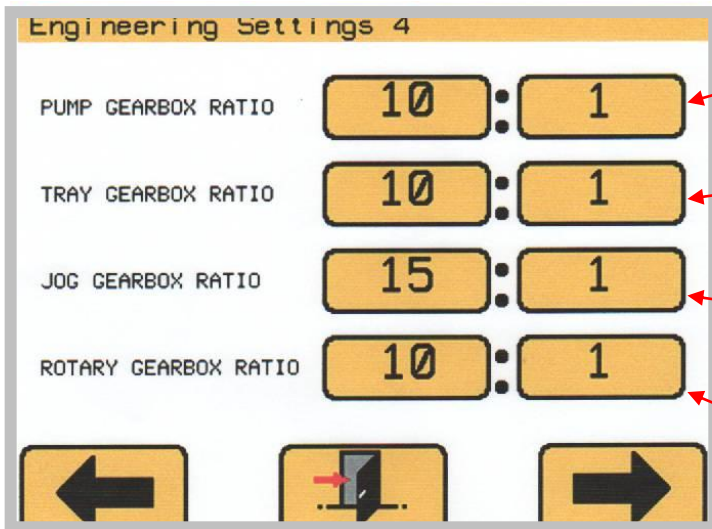 Engineering Settings 4
PUMP GEARBOX RATIO 10 : 1
TRAY GEARBOX RATIO 10 : 1
JOG GEARBOX RATIO 15 : 1
ROTARY GEARBOX RATIO 10 : 1